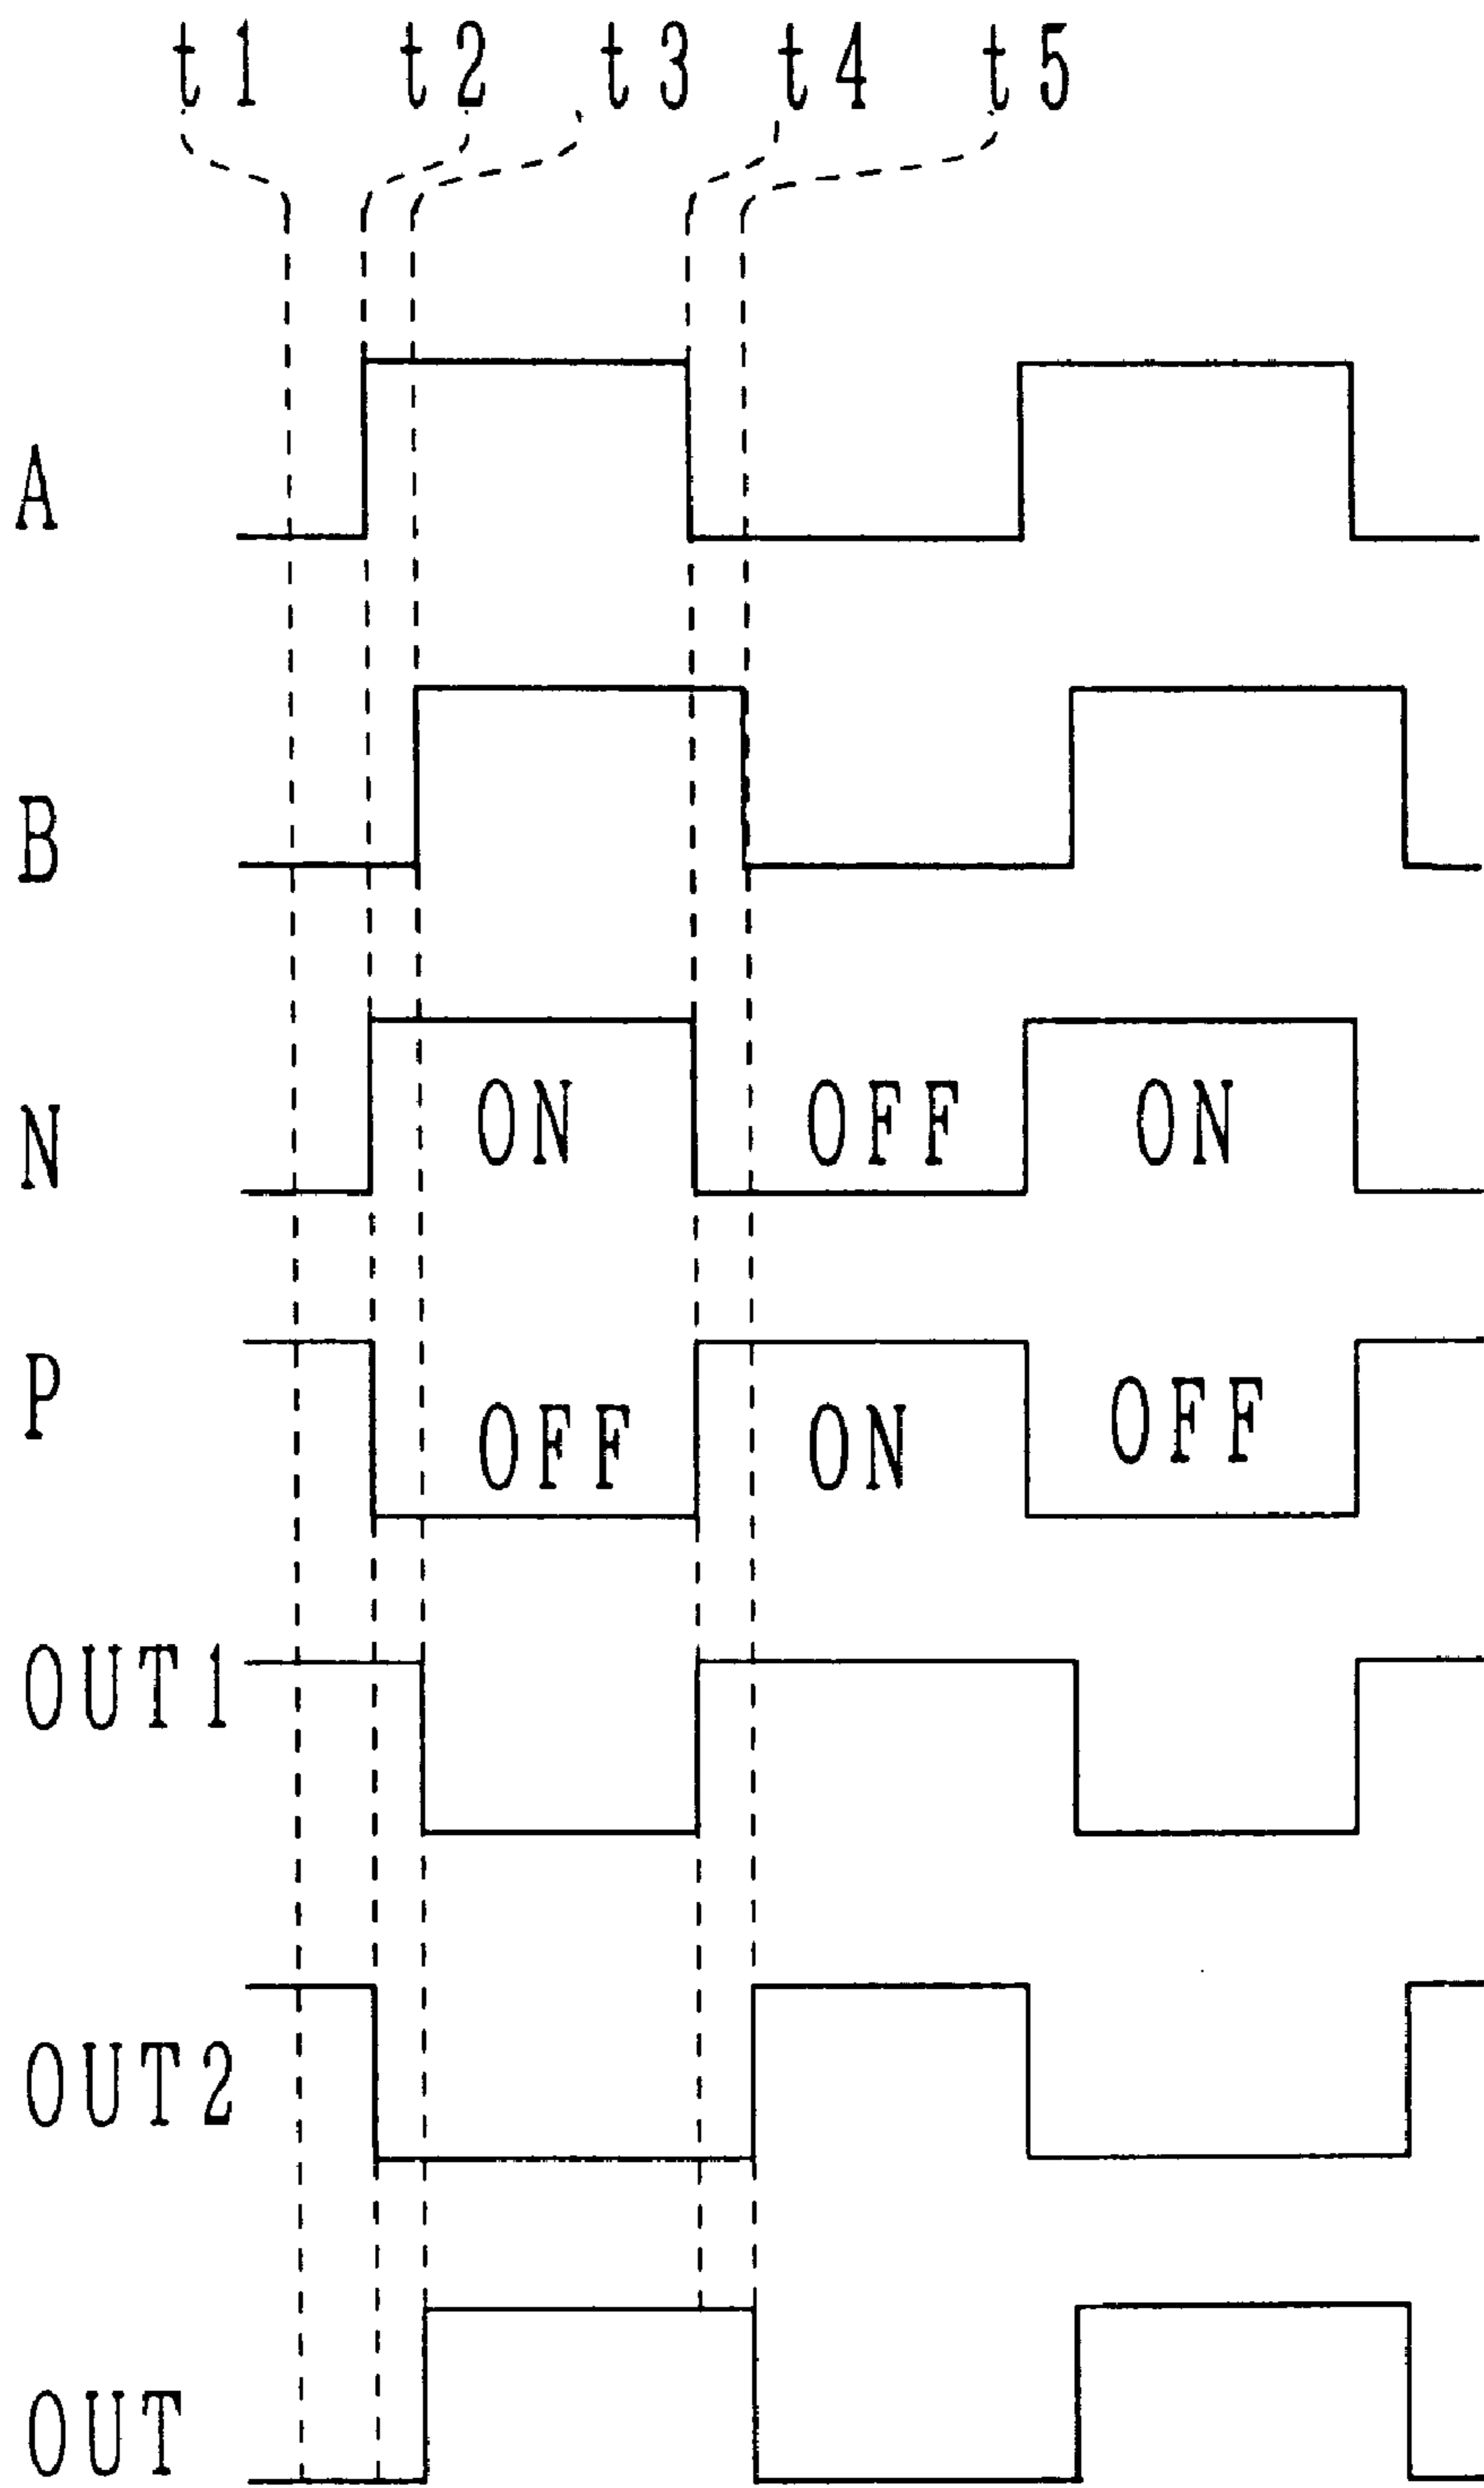 t1 t2 t3 t4 t5
A
B
N ON OFF ON
P OFF ON OFF
OUT1
OUT2
OUT